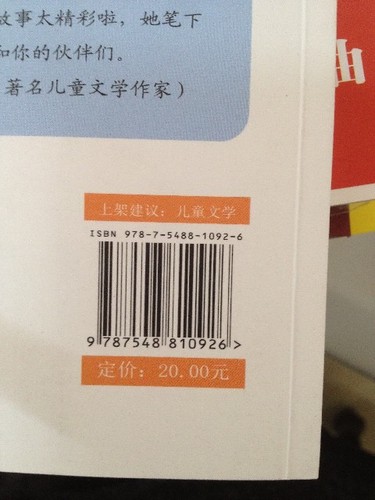 故事太精彩啦，她笔下
和你的伙伴们。
著名儿童文学作家）
上架建议：儿童文学
ISBN 978-7-5488-1092-6
9 787548 810926 >
定价：20.00元